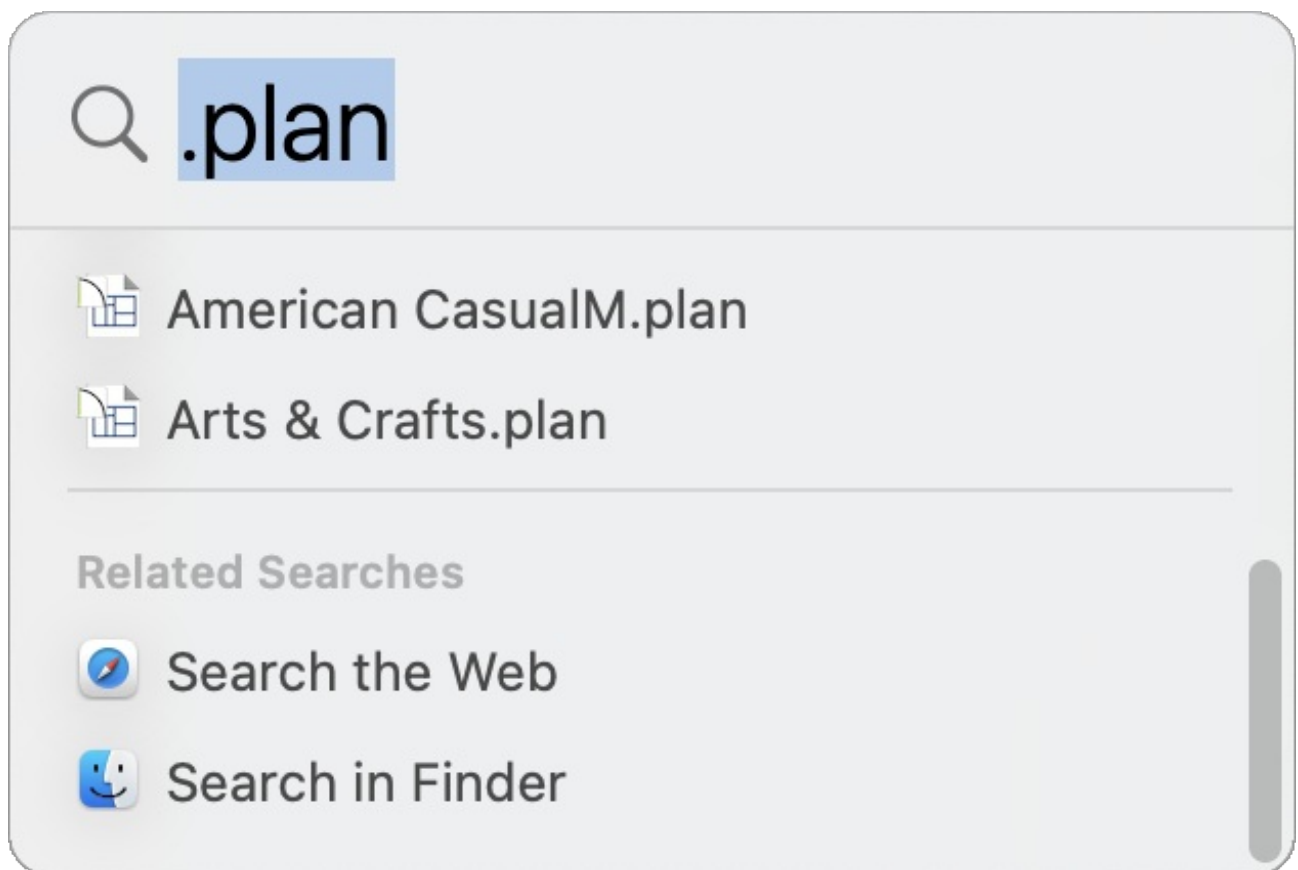 .plan
American CasualM.plan
Arts & Crafts.plan
Related Searches
Search the Web
Search in Finder